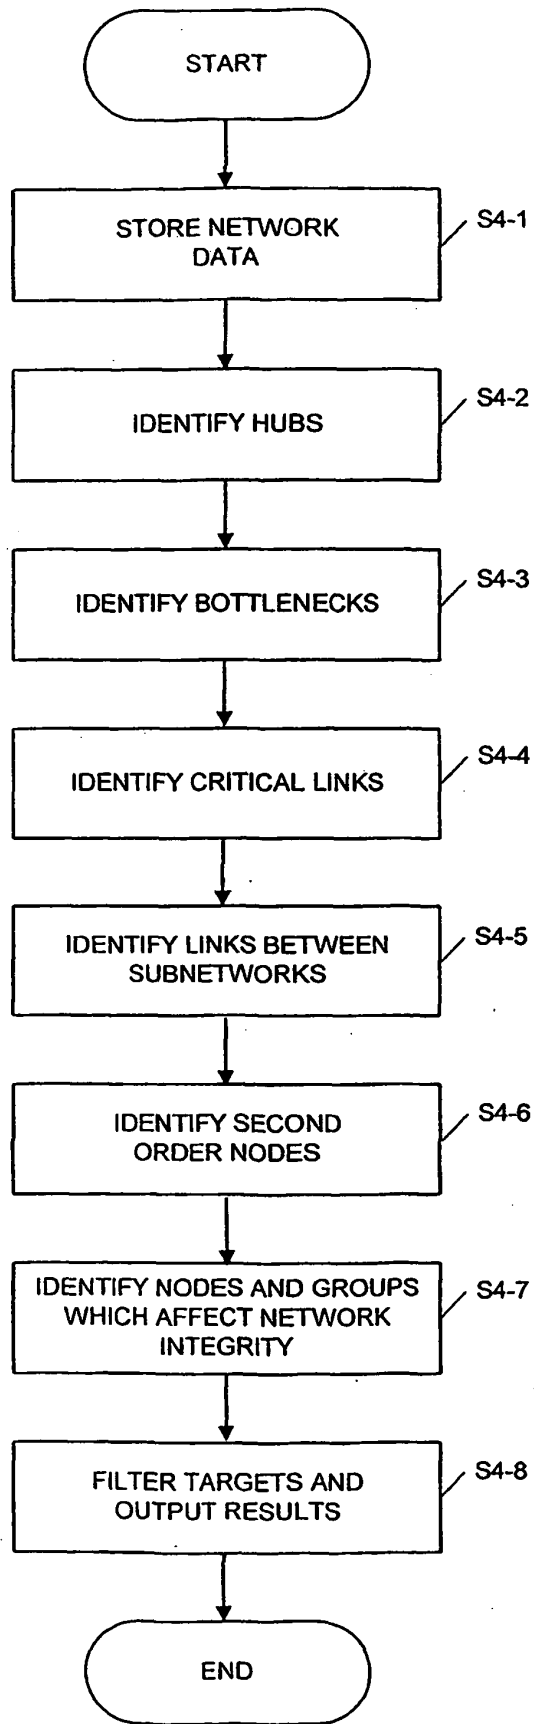 START
STORE NETWORK
DATA
S4-1
IDENTIFY HUBS
S4-2
IDENTIFY BOTTLENECKS
S4-3
IDENTIFY CRITICAL LINKS
S4-4
IDENTIFY LINKS BETWEEN
SUBNETWORKS
S4-5
IDENTIFY SECOND
ORDER NODES
S4-6
IDENTIFY NODES AND GROUPS
WHICH AFFECT NETWORK
INTEGRITY
S4-7
FILTER TARGETS AND
OUTPUT RESULTS
S4-8
END